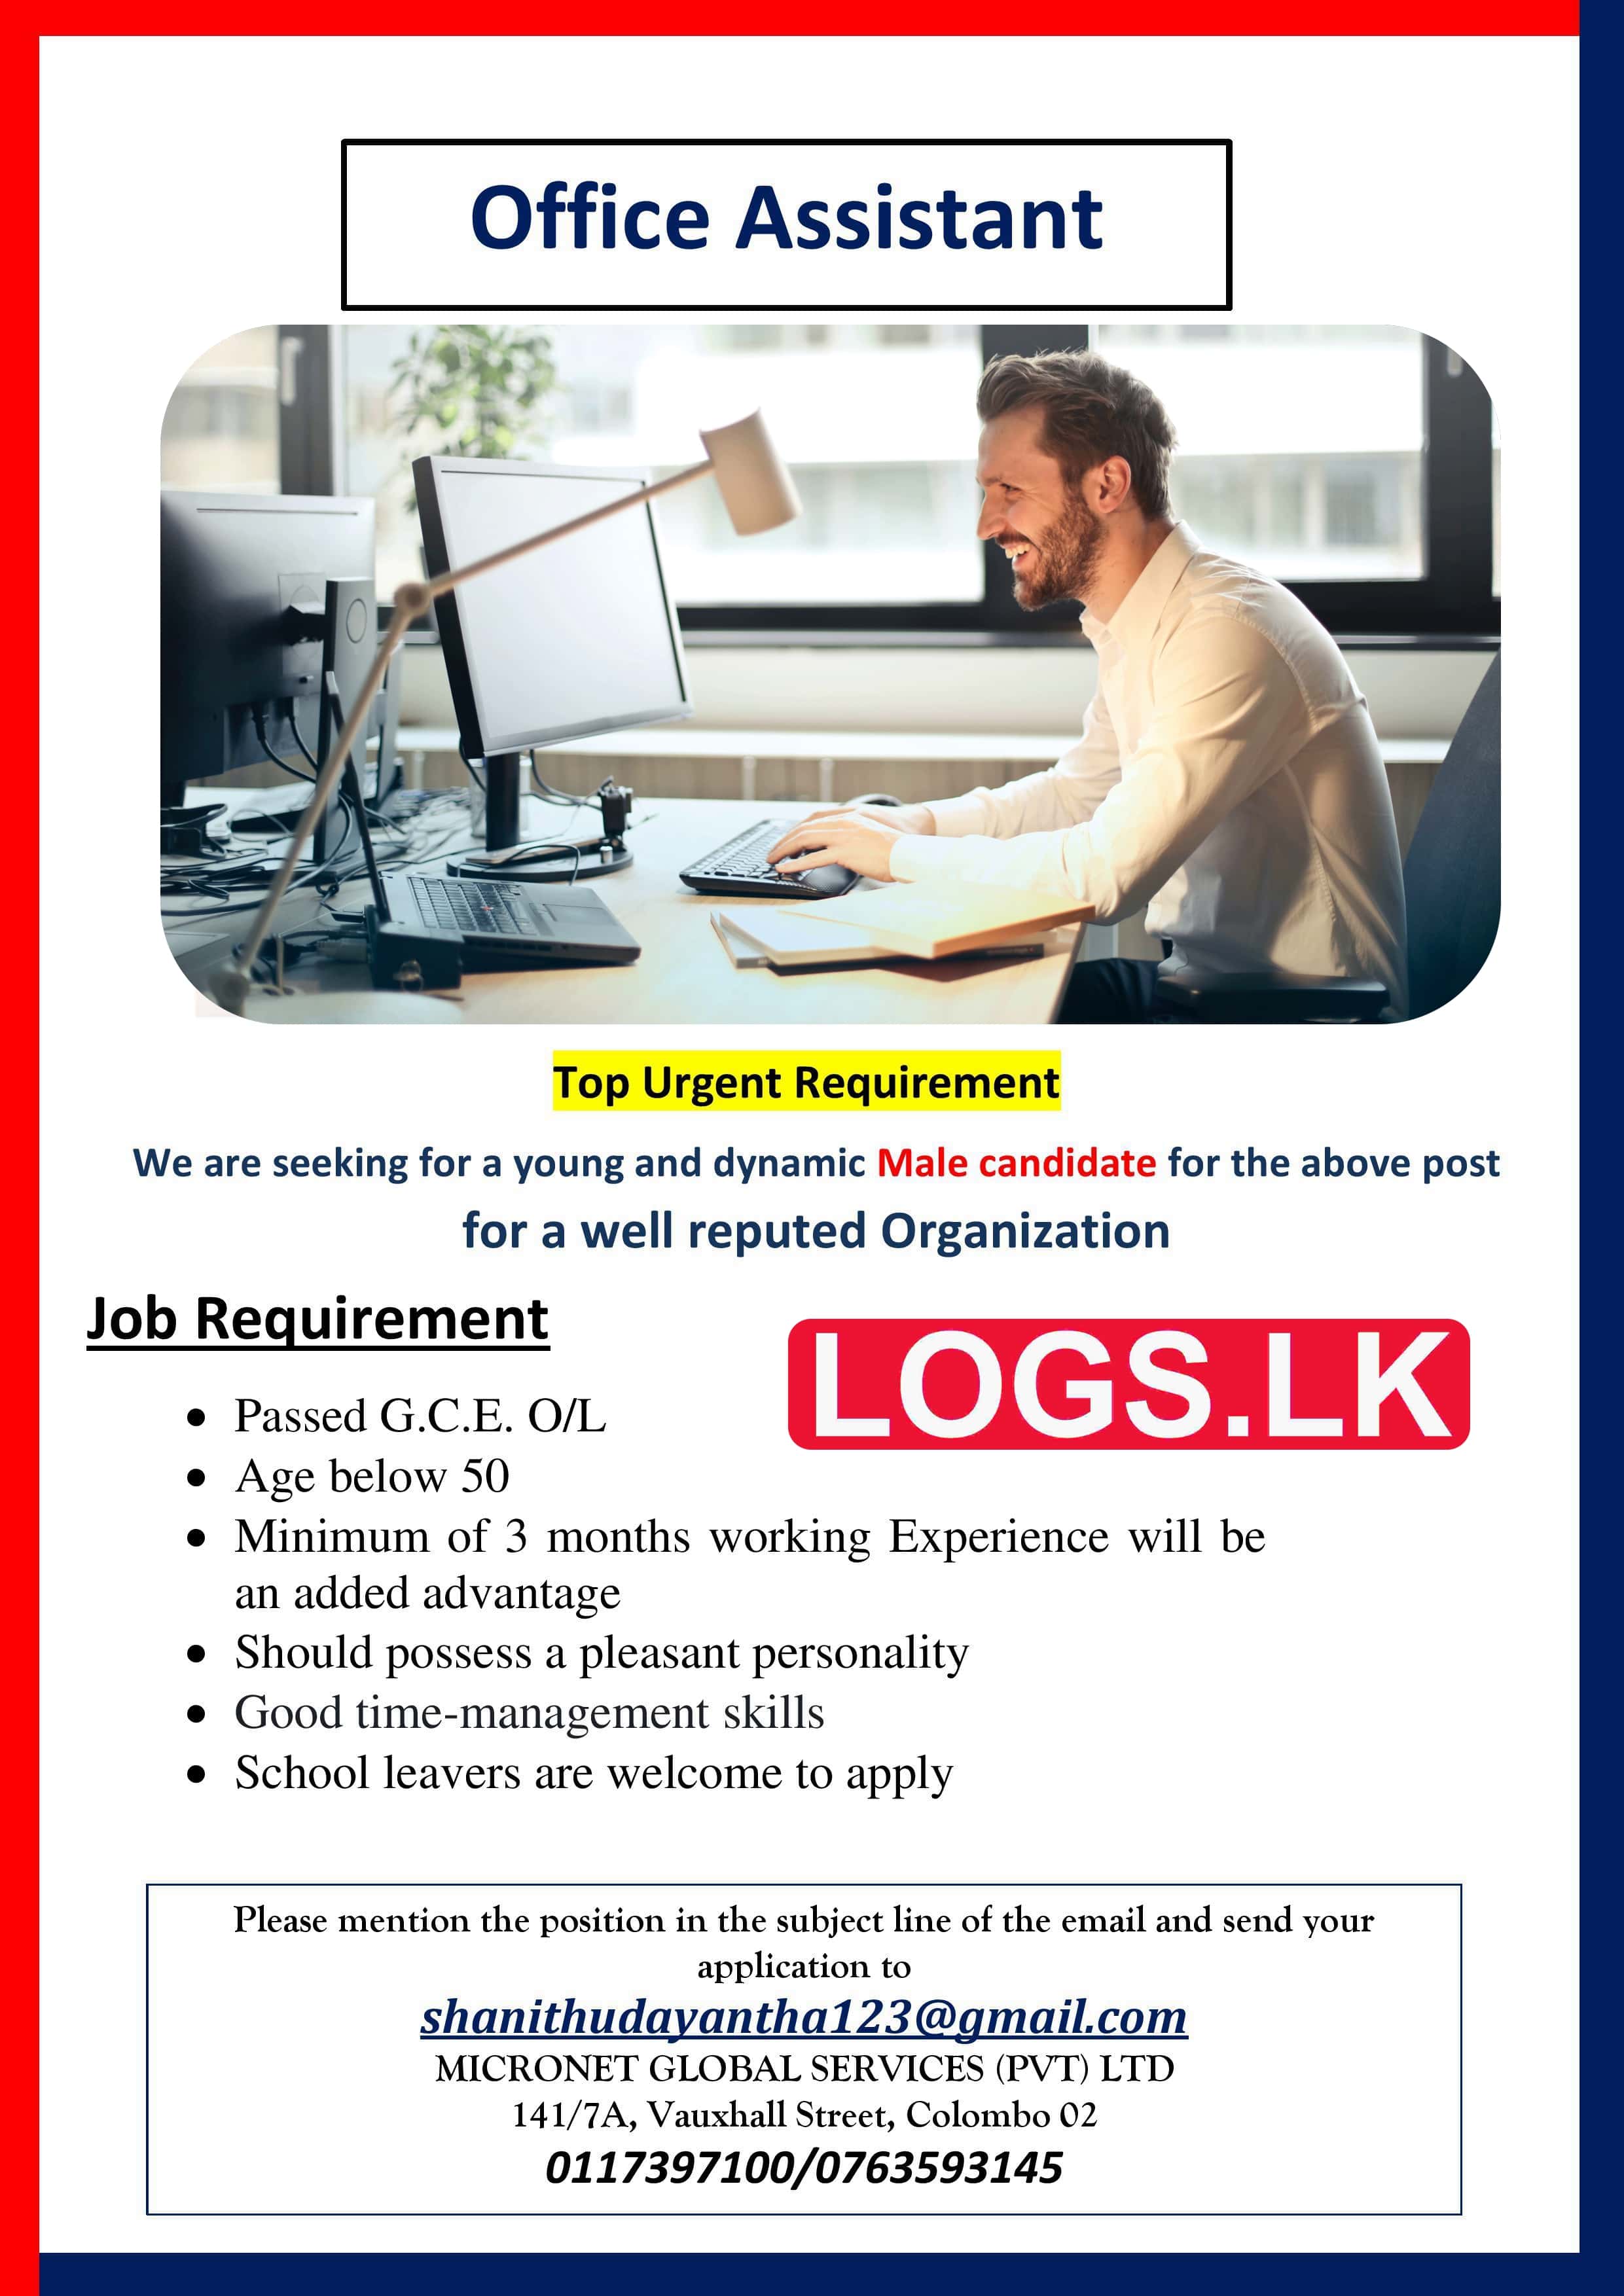 Office Assistant
Top Urgent Requirement
We are seeking for a young and dynamic Male candidate for the above post
for a well reputed Organization
Job Requirement
LOGS.LK
• Passed G.C.E. O/L
• Age below 50
• Minimum of 3 months working Experience will be
an added advantage
• Should possess a pleasant personality
• Good time-management skills
• School leavers are welcome to apply
Please mention the position in the subject line of the email and send your
application to
shanithudayantha123@gmail.com
MICRONET GLOBAL SERVICES (PVT) LTD
141/7A, Vauxhall Street, Colombo 02
0117397100/0763593145